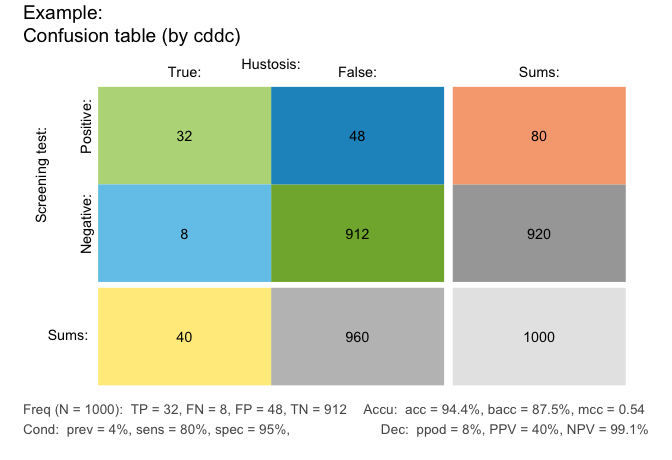 Example:
Confusion table (by cddc)
Hustosis:
True: False: Sums:
Screening test:
Positive:
32 48 80
Negative:
8 912 920
Sums: 40 960 1000
Freq (N = 1000): TP = 32, FN = 8, FP = 48, TN = 912 Accu: acc = 94.4%, bacc = 87.5%, mcc = 0.54
Cond: prev = 4%, sens = 80%, spec = 95%, Dec: ppod = 8%, PPV = 40%, NPV = 99.1%